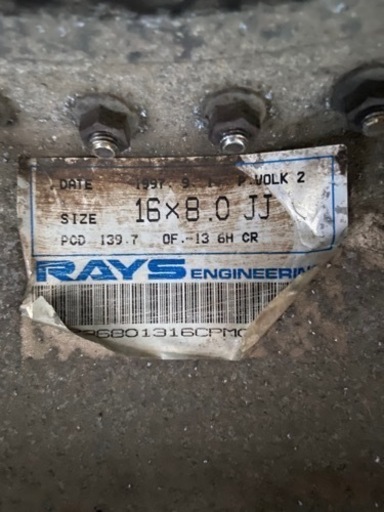 DATE 1997. 9. P.VOLK 2
SIZE 16×8.0 JJ
PCD 139.7 OF.-13 6H CR
RAYS ENGINEERIN
6801316CPM